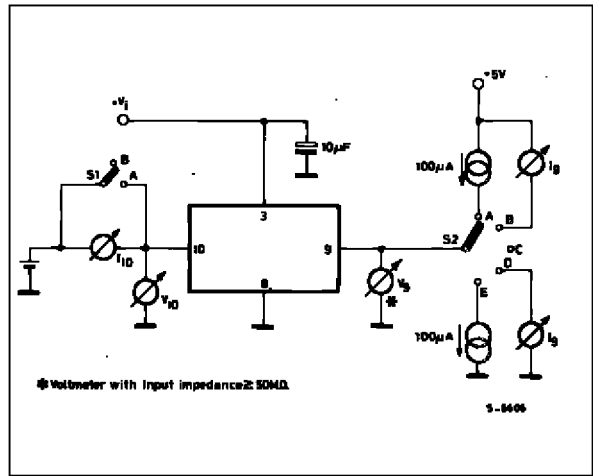 +5V
+Vi
10µF
B
S1
A
100µA
I9
A
B
S2
C
D
E
3
10
9
8
I10
V10
V9
*
100µA
I9
* Voltmeter with input impedance ≥ 50MΩ
S-6406